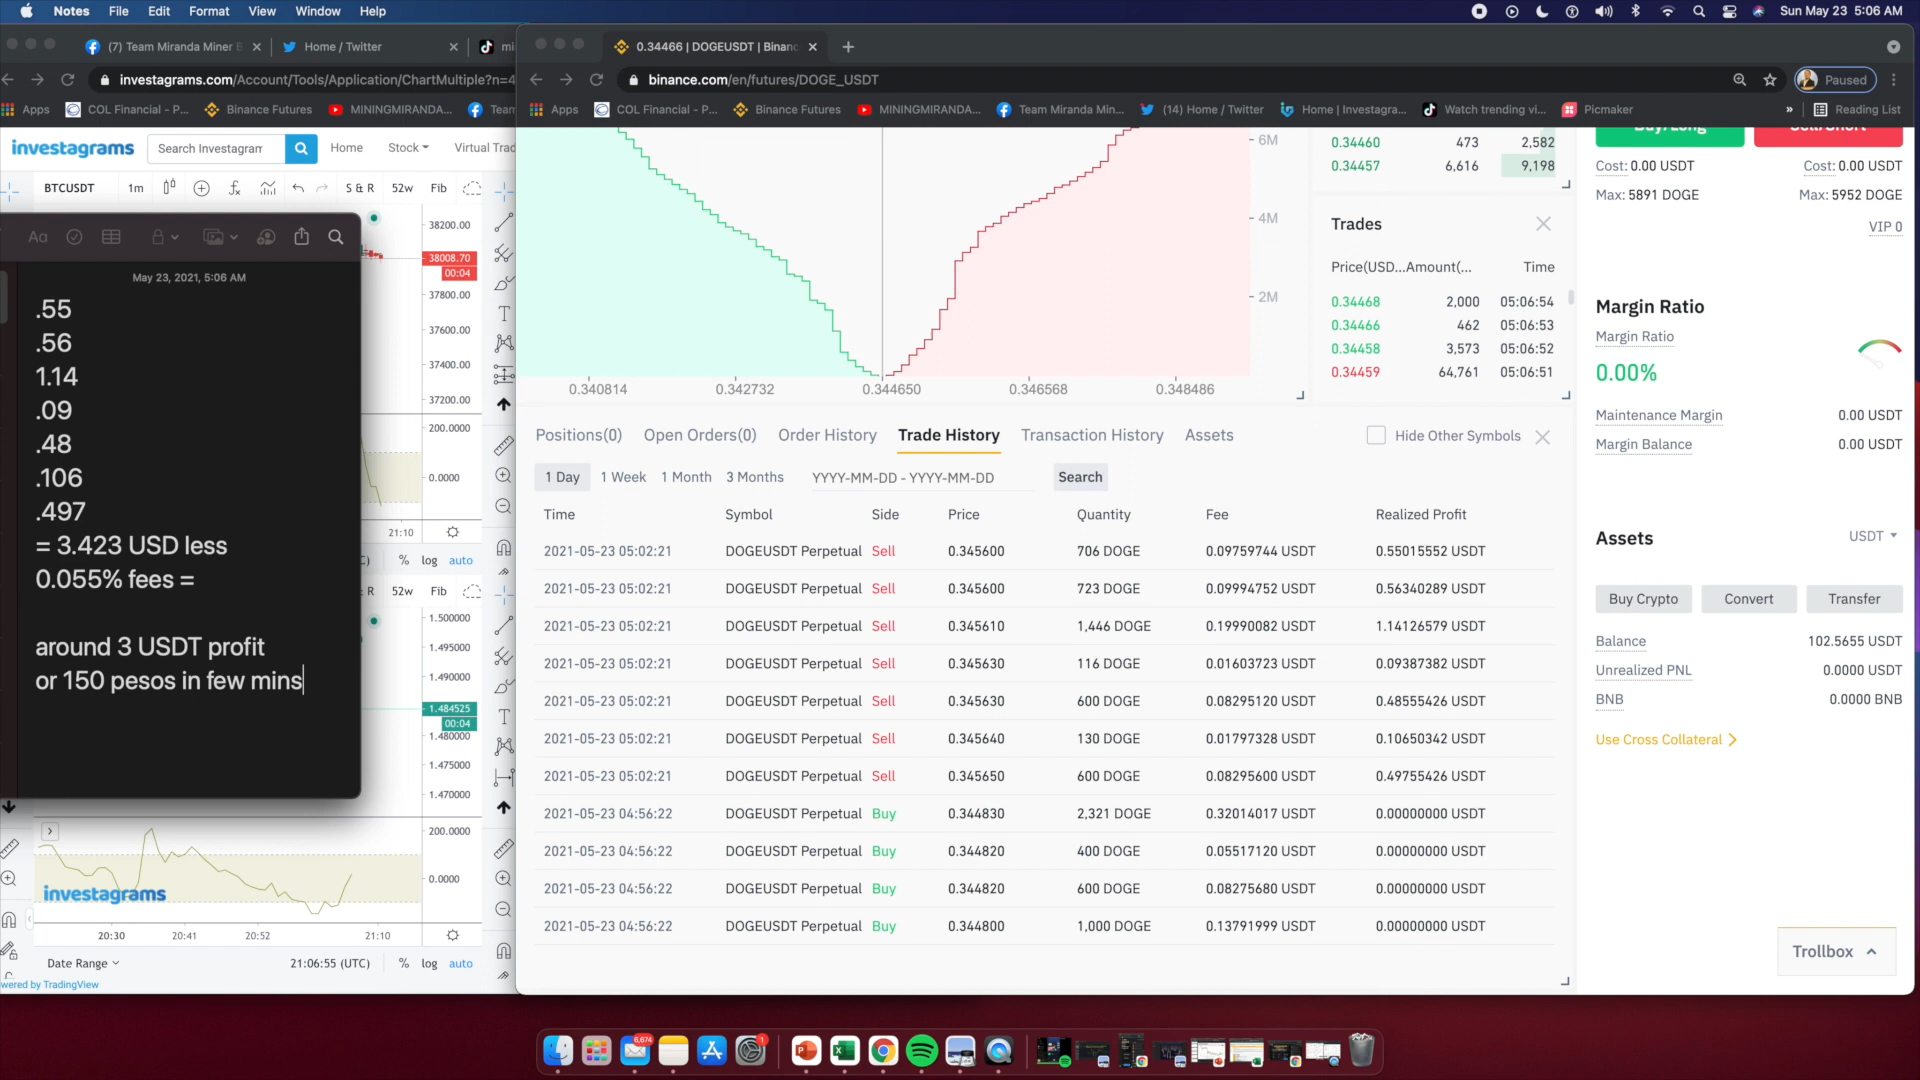 Notes File Edit Format View Window Help
Sun May 23 5:06 AM
(7) Team Miranda Miner
Home / Twitter
0.34466 | DOGEUSDT | Binanc
investagrams.com/Account/Tools/Application/ChartMultiple?n=4
binance.com/en/futures/DOGE_USDT
Paused
Apps COL Financial - P... Binance Futures MININGMIRANDA... Team
Apps COL Financial - P... Binance Futures MININGMIRANDA... Team Miranda Min... (14) Home / Twitter Home | Investagra... Watch trending vi... Picmaker » Reading List
investagrams
Search Investagram
Home Stock Virtual Trad
BTCUSDT 1m S & R 52w Fib
38200.00
38008.70
00:04
37800.00
37600.00
37400.00
37200.00
200.0000
0.0000
21:10
% log auto
May 23, 2021, 5:06 AM
.55
.56
1.14
.09
.48
.106
.497
= 3.423 USD less
0.055% fees =
around 3 USDT profit
or 150 pesos in few mins
R 52w Fib
1.500000
1.495000
1.490000
1.484525
00:04
1.480000
1.475000
1.470000
200.0000
0.0000
investagrams
20:30 20:41 20:52 21:10
Date Range 21:06:55 (UTC) % log auto
wered by TradingView
6M
4M
2M
0.340814 0.342732 0.344650 0.346568 0.348486
0.34460 473 2,582
0.34457 6,616 9,198
Trades
Price(USD...Amount(... Time
0.34468 2,000 05:06:54
0.34466 462 05:06:53
0.34458 3,573 05:06:52
0.34459 64,761 05:06:51
Buy/Long Sell/Short
Cost: 0.00 USDT Cost: 0.00 USDT
Max: 5891 DOGE Max: 5952 DOGE
VIP 0
Margin Ratio
Margin Ratio
0.00%
Maintenance Margin 0.00 USDT
Margin Balance 0.00 USDT
Assets USDT
Buy Crypto Convert Transfer
Balance 102.5655 USDT
Unrealized PNL 0.0000 USDT
BNB 0.0000 BNB
Use Cross Collateral
Trollbox
Positions(0) Open Orders(0) Order History Trade History Transaction History Assets Hide Other Symbols
1 Day 1 Week 1 Month 3 Months YYYY-MM-DD - YYYY-MM-DD Search
Time Symbol Side Price Quantity Fee Realized Profit
2021-05-23 05:02:21 DOGEUSDT Perpetual Sell 0.345600 706 DOGE 0.09759744 USDT 0.55015552 USDT
2021-05-23 05:02:21 DOGEUSDT Perpetual Sell 0.345600 723 DOGE 0.09994752 USDT 0.56340289 USDT
2021-05-23 05:02:21 DOGEUSDT Perpetual Sell 0.345610 1,446 DOGE 0.19990082 USDT 1.14126579 USDT
2021-05-23 05:02:21 DOGEUSDT Perpetual Sell 0.345630 116 DOGE 0.01603723 USDT 0.09387382 USDT
2021-05-23 05:02:21 DOGEUSDT Perpetual Sell 0.345630 600 DOGE 0.08295120 USDT 0.48555426 USDT
2021-05-23 05:02:21 DOGEUSDT Perpetual Sell 0.345640 130 DOGE 0.01797328 USDT 0.10650342 USDT
2021-05-23 05:02:21 DOGEUSDT Perpetual Sell 0.345650 600 DOGE 0.08295600 USDT 0.49755426 USDT
2021-05-23 04:56:22 DOGEUSDT Perpetual Buy 0.344830 2,321 DOGE 0.32014017 USDT 0.00000000 USDT
2021-05-23 04:56:22 DOGEUSDT Perpetual Buy 0.344820 400 DOGE 0.05517120 USDT 0.00000000 USDT
2021-05-23 04:56:22 DOGEUSDT Perpetual Buy 0.344820 600 DOGE 0.08275680 USDT 0.00000000 USDT
2021-05-23 04:56:22 DOGEUSDT Perpetual Buy 0.344800 1,000 DOGE 0.13791999 USDT 0.00000000 USDT
6,674
1